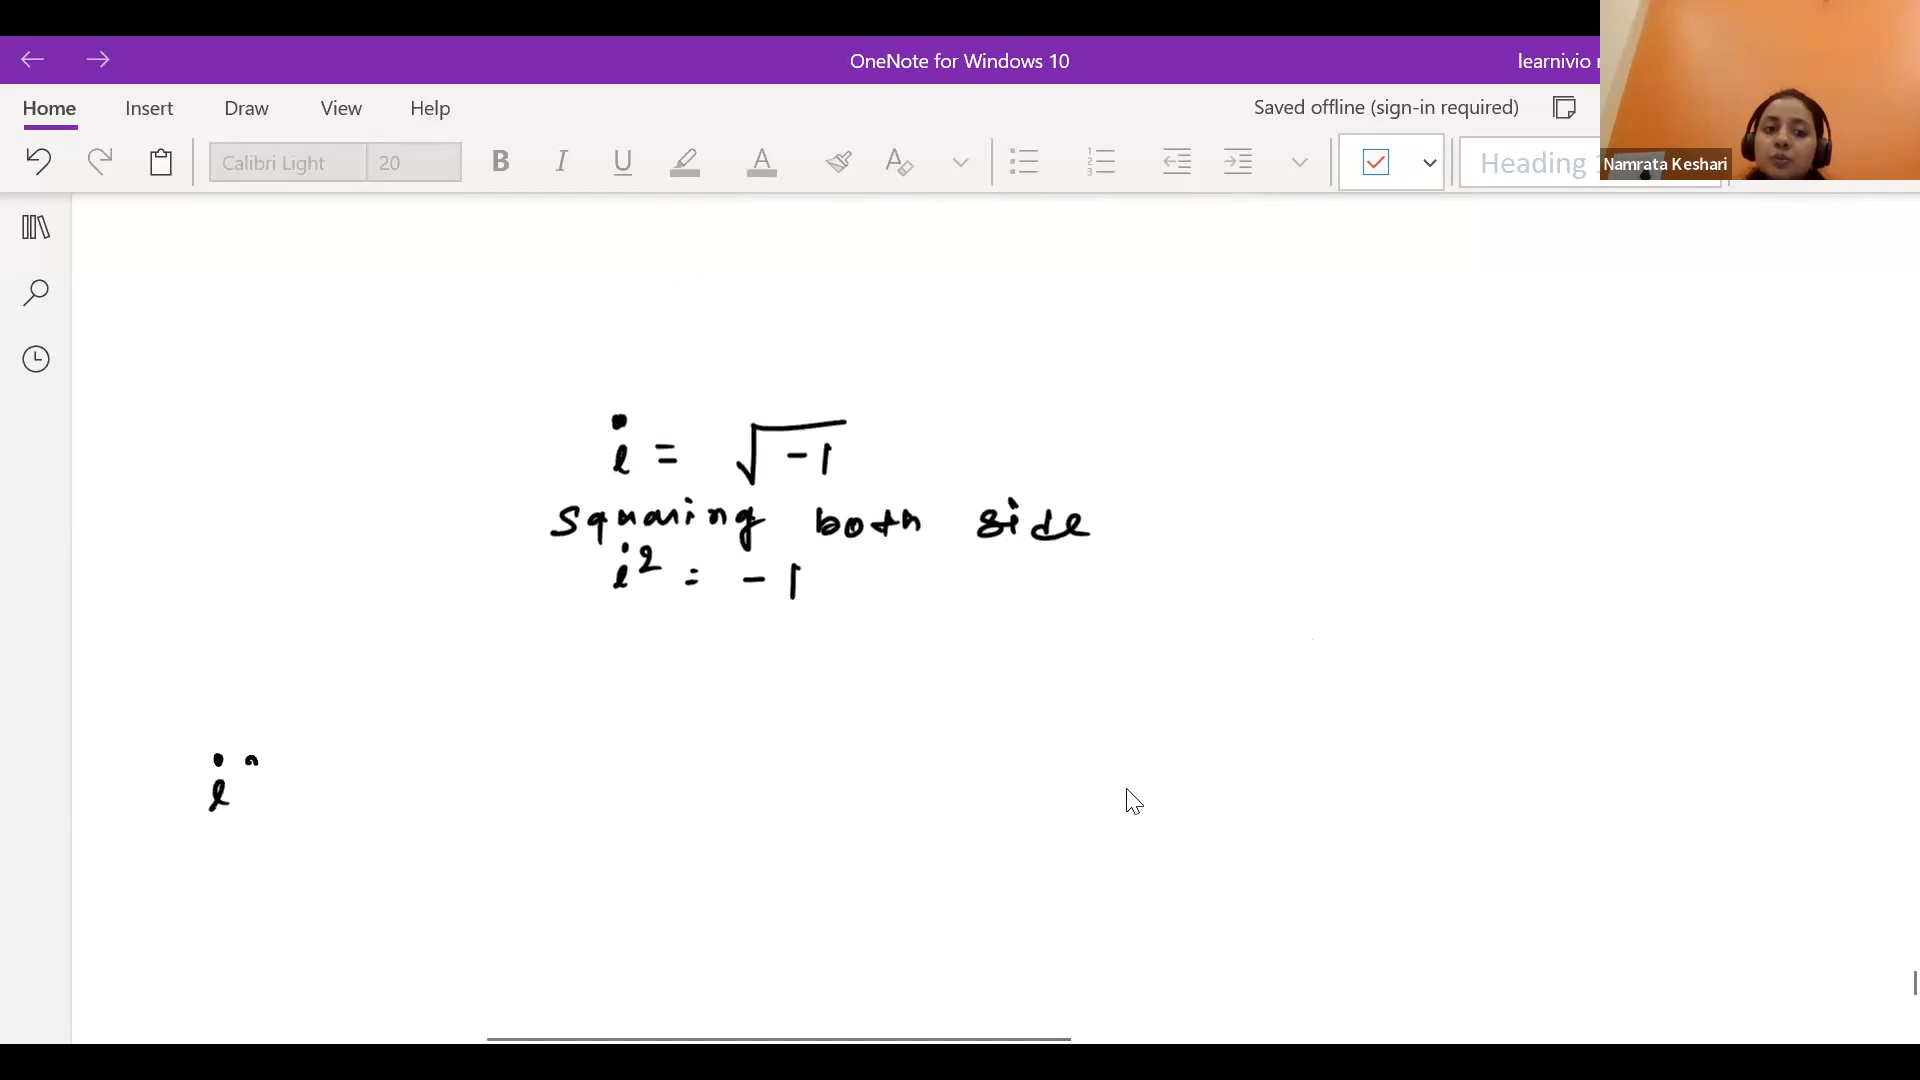 OneNote for Windows 10
learnivio
Home Insert Draw View Help
Saved offline (sign-in required)
Calibri Light 20 B I U A A Heading
Namrata Keshari
i = √-1
squaring both side
i² = -1
iⁿ